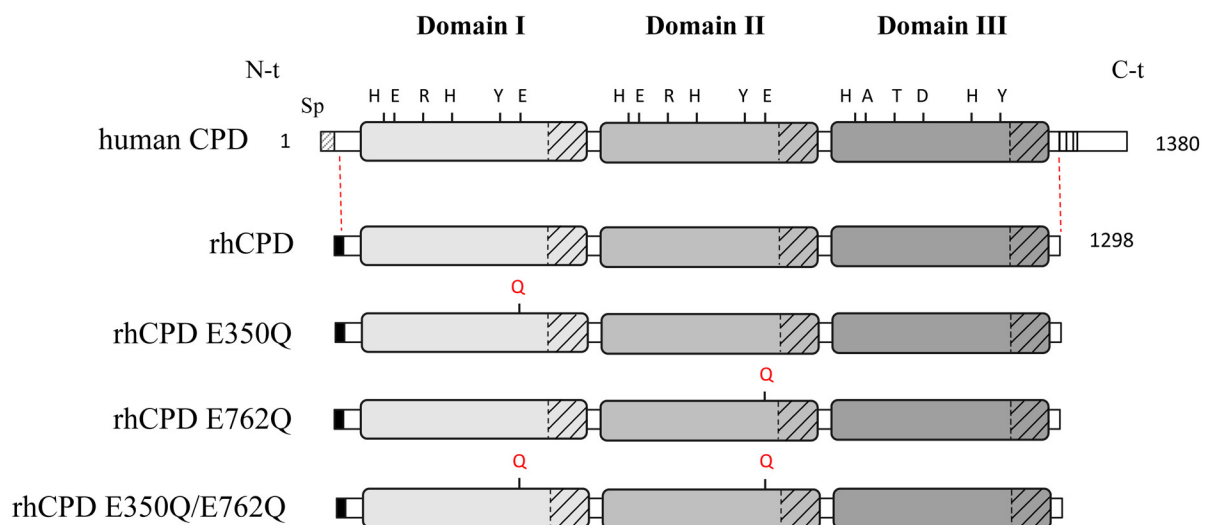 Domain I Domain II Domain III
N-t C-t
Sp H E R H Y E H E R H Y E H A T D H Y
human CPD 1 1380
rhCPD 1298
Q
rhCPD E350Q
Q
rhCPD E762Q
Q Q
rhCPD E350Q/E762Q